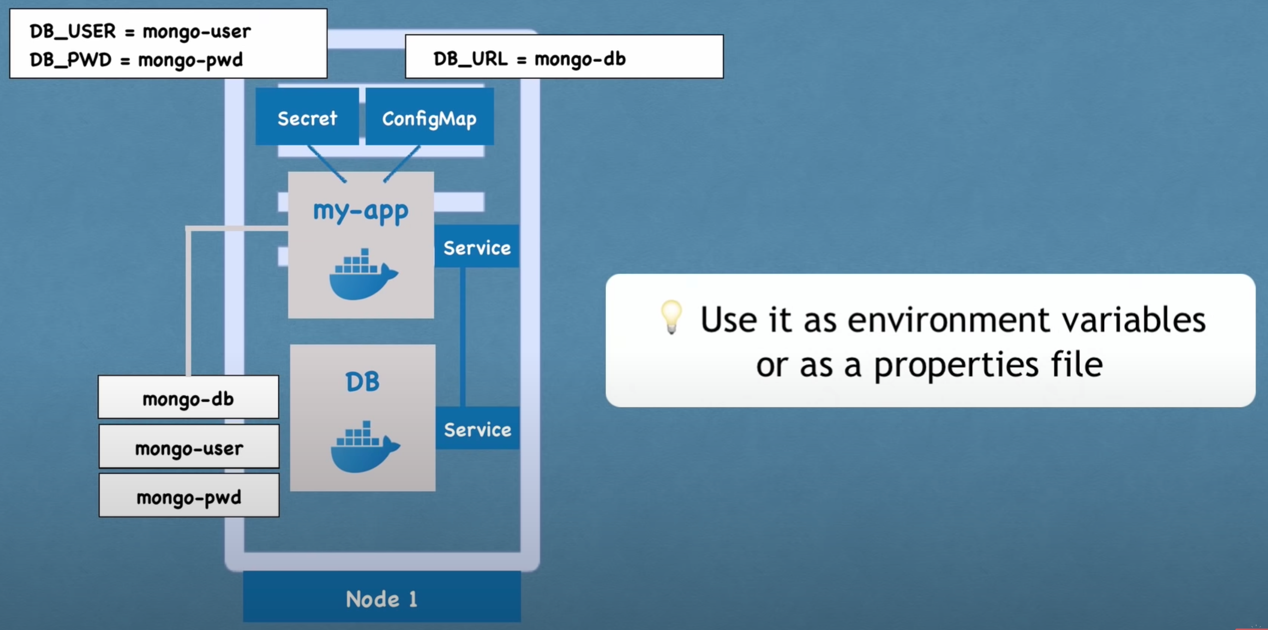 DB_USER = mongo-user
DB_PWD = mongo-pwd
DB_URL = mongo-db
Secret
ConfigMap
my-app
Service
💡 Use it as environment variables
or as a properties file
mongo-db
mongo-user
mongo-pwd
DB
Service
Node 1